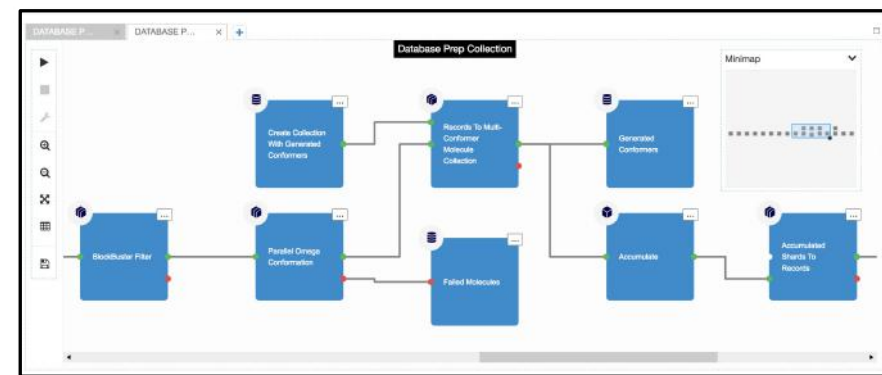 DATABASE P...
DATABASE P...
Database Prep Collection
Minimap
Create Collection
With Generated
Conformers
Records To Multi-
Conformer
Molecule
Collection
Generated
Conformers
BlockBuster Filter
Parallel Omega
Conformation
Failed Molecules
Accumulate
Accumulated
Shards To
Records